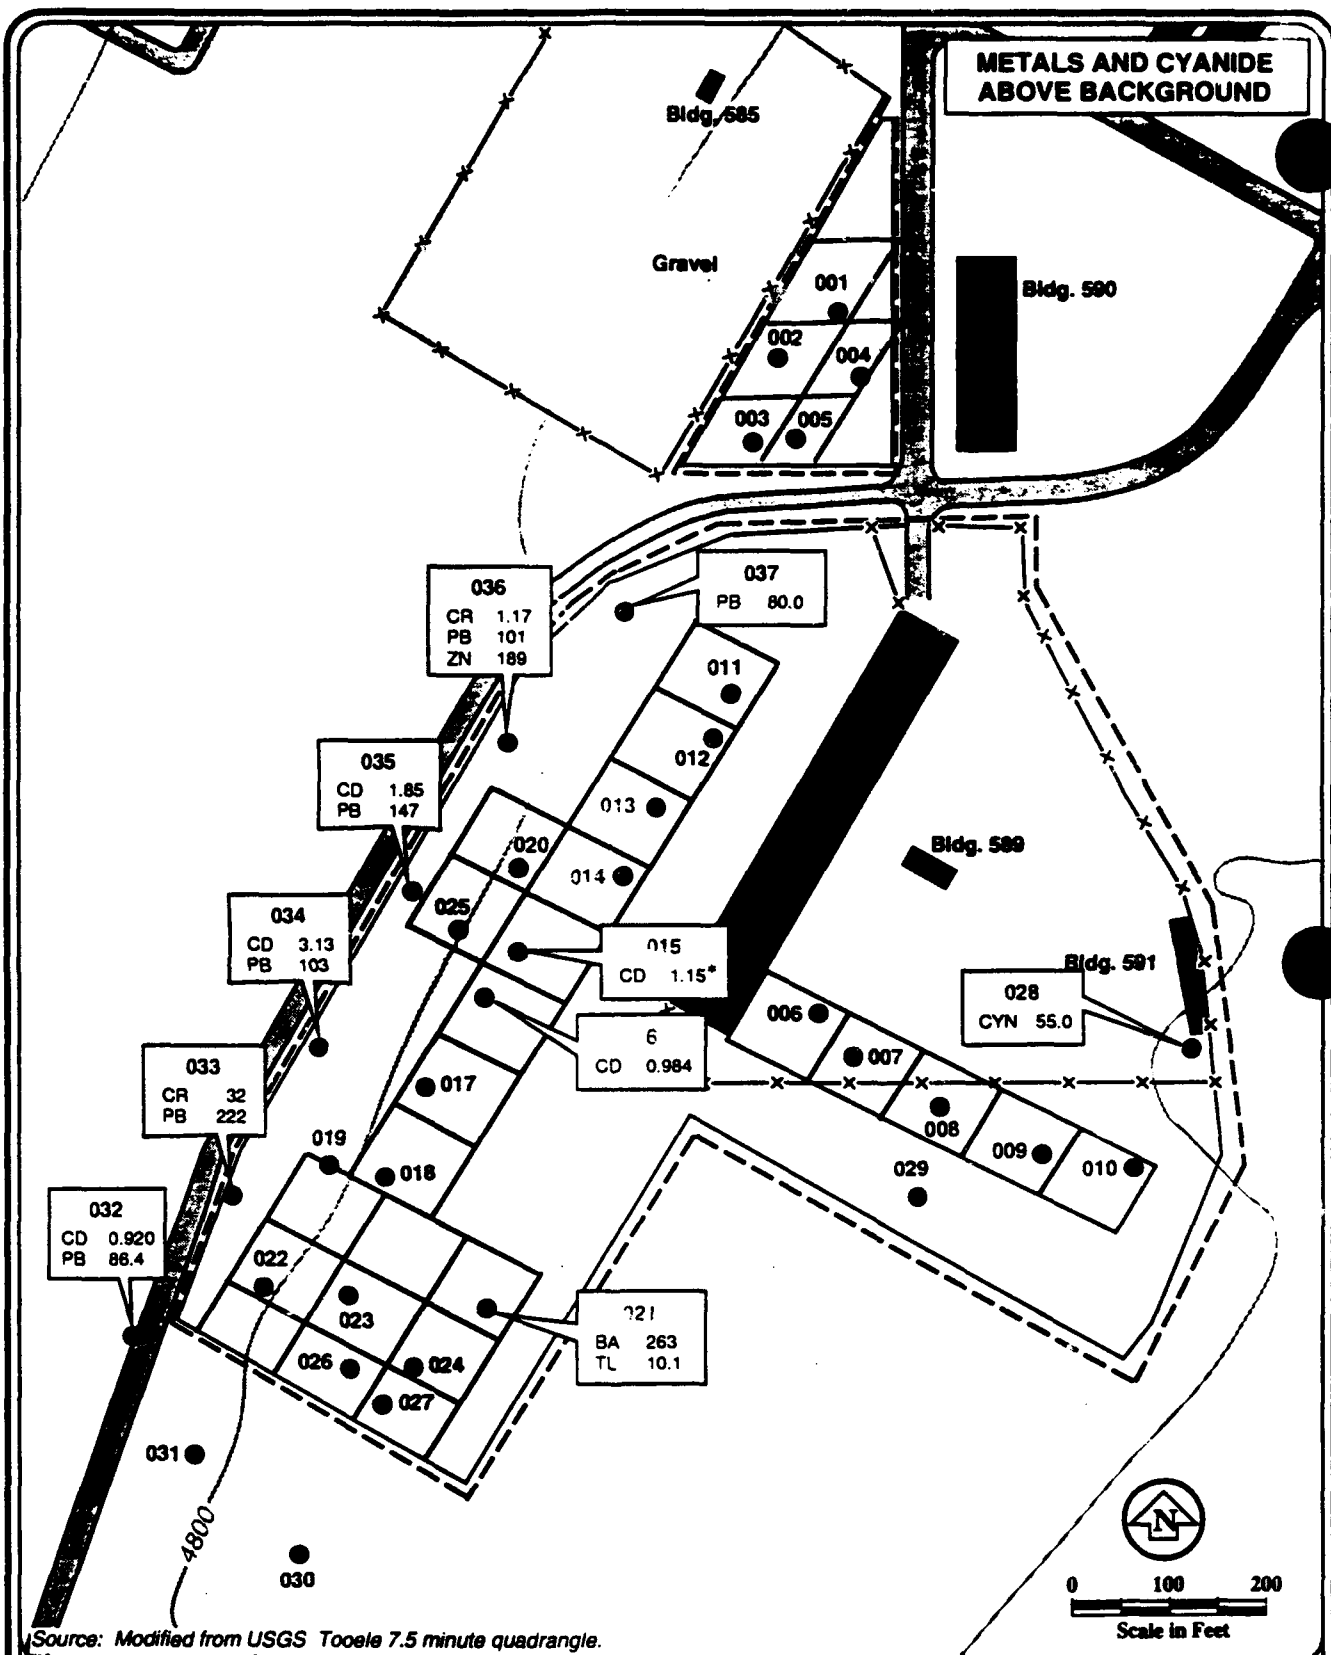 METALS AND CYANIDE
ABOVE BACKGROUND
Bldg. 585
Gravel
001
Bldg. 590
002
004
003
005
037
PB 80.0
036
CR 1.17
PB 101
ZN 189
011
012
035
CD 1.85
PB 147
013
020
014
Bldg. 589
025
034
CD 3.13
PB 103
015
CD 1.15*
Bldg. 591
028
CYN 55.0
006
6
CD 0.984
007
033
CR 32
PB 222
017
008
019
018
009
010
029
032
CD 0.920
PB 86.4
022
023
021
BA 263
TL 10.1
026
024
027
031
4800
030
N
0 100 200
Scale in Feet
Source: Modified from USGS Tooele 7.5 minute quadrangle.